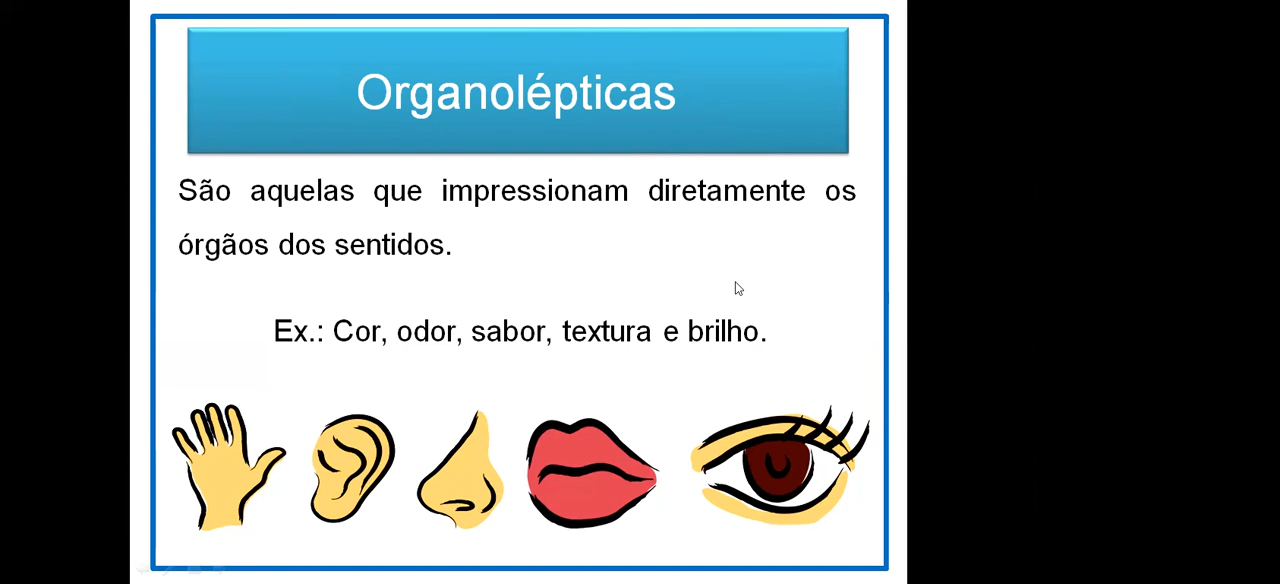 Organolépticas
São aquelas que impressionam diretamente os
órgãos dos sentidos.
Ex.: Cor, odor, sabor, textura e brilho.